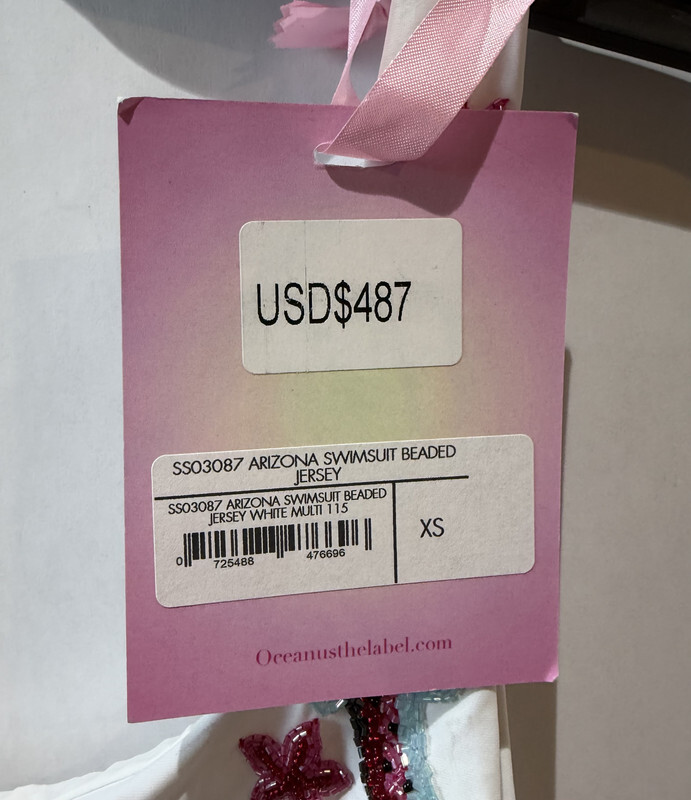 USD$487
SS03087 ARIZONA SWIMSUIT BEADED
JERSEY
SS03087 ARIZONA SWIMSUIT BEADED
JERSEY WHITE MULTI 115
XS
0 725488 476696
Oceanusthelabel.com